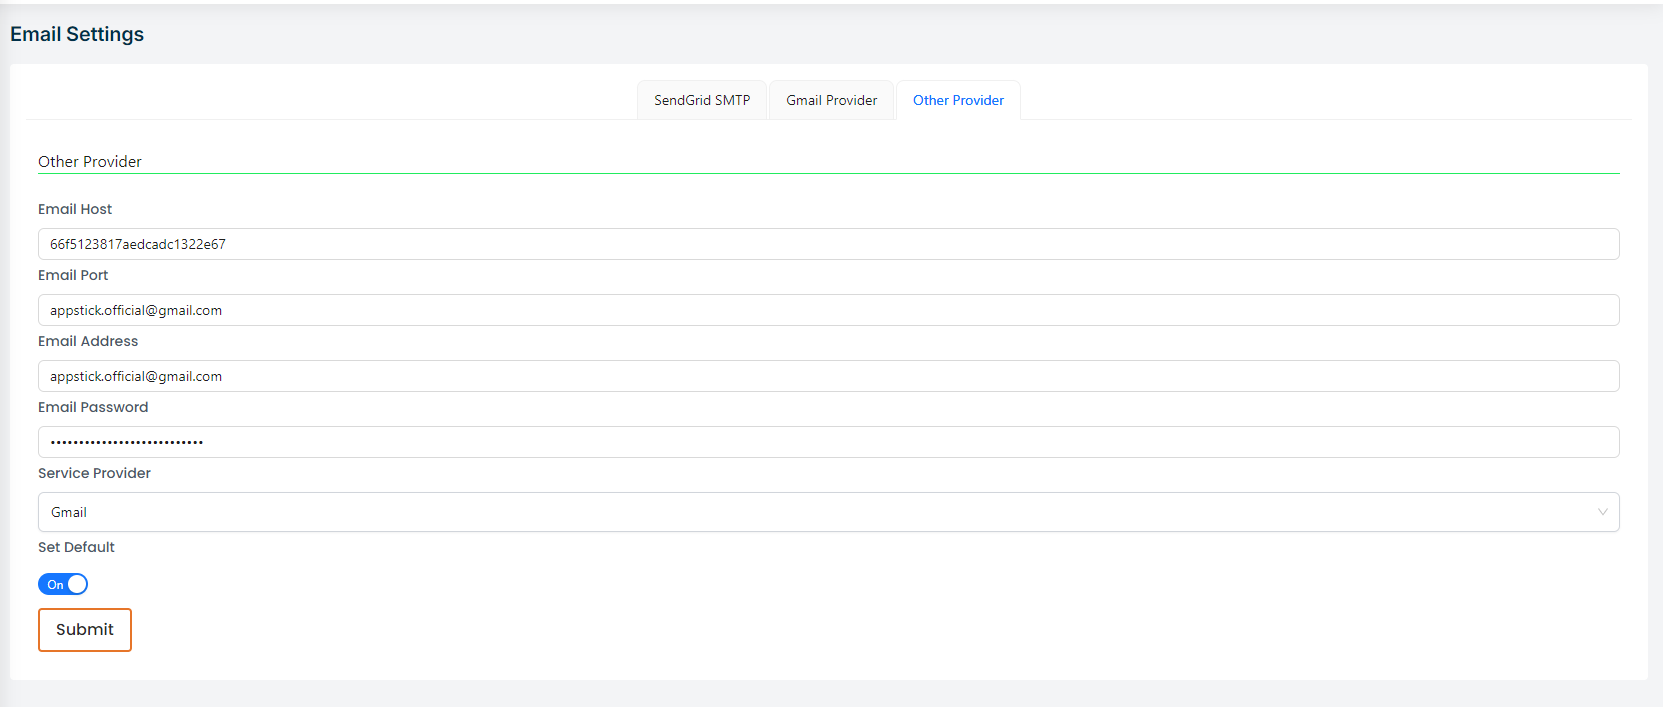 Email Settings
SendGrid SMTP Gmail Provider Other Provider
Other Provider
Email Host
66f5123817aedcadc1322e67
Email Port
appstick.official@gmail.com
Email Address
appstick.official@gmail.com
Email Password
•••••••••••••••••••••••••••
Service Provider
Gmail
Set Default
On
Submit